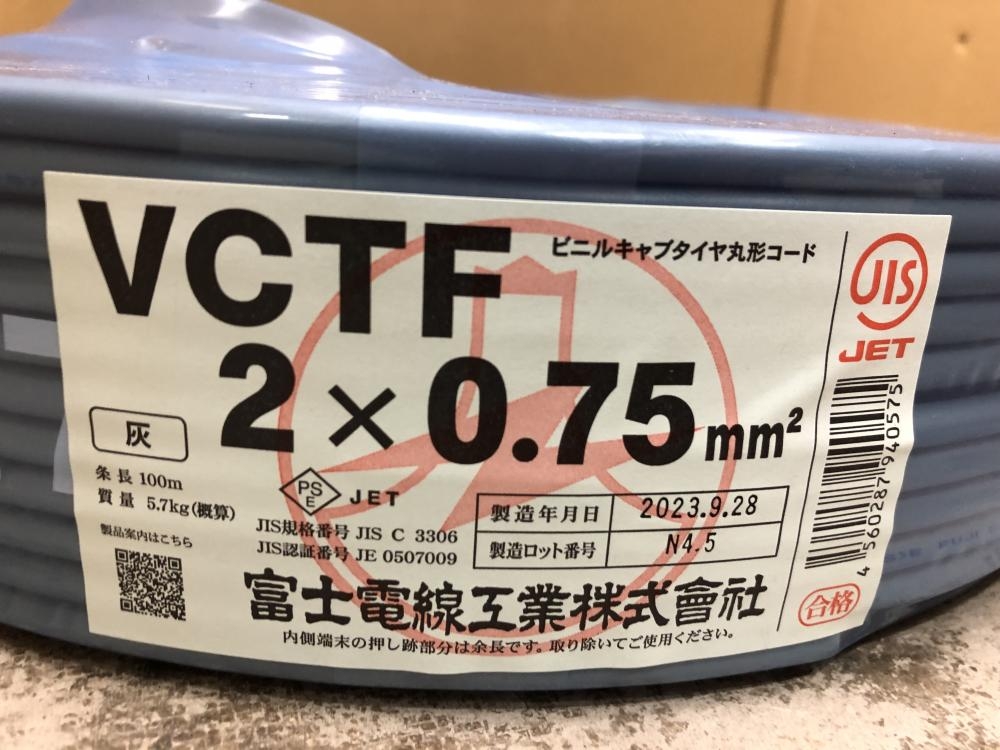 VCTF
ビニルキャブタイヤ丸形コード
2×0.75mm²
灰
条長 100m
質量 5.7kg(概算)
製品案内はこちら
PS
E
JET
JIS規格番号 JIS C 3306
JIS認証番号 JE 0507009
製造年月日 2023.9.28
製造ロット番号 N4.5
富士電線工業株式會社
内側端末の押し跡部分は余長です。取り除いてご使用ください。
JIS
JET
4 560287 940575
合格